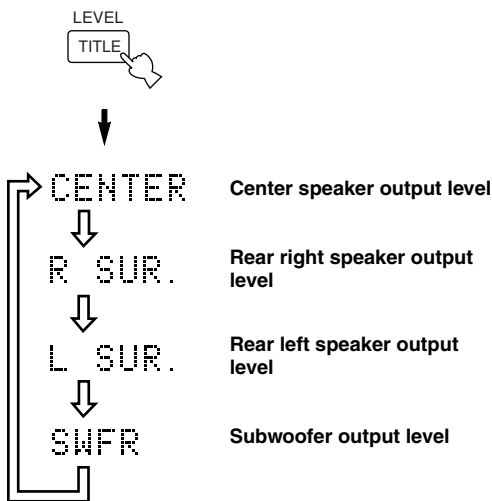 LEVEL
TITLE
CENTER
Center speaker output level
R SUR.
Rear right speaker output
level
L SUR.
Rear left speaker output
level
SWFR
Subwoofer output level